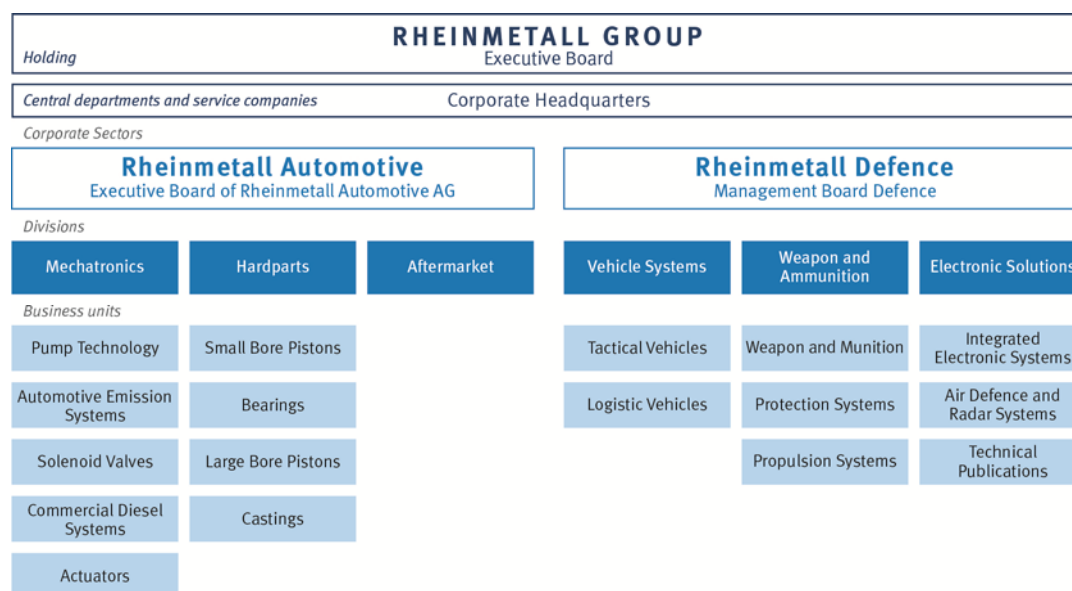 RHEINMETALL GROUP
Holding
Executive Board
Central departments and service companies
Corporate Headquarters
Corporate Sectors
Rheinmetall Automotive
Executive Board of Rheinmetall Automotive AG
Rheinmetall Defence
Management Board Defence
Divisions
Mechatronics
Hardparts
Aftermarket
Vehicle Systems
Weapon and
Ammunition
Electronic Solutions
Business units
Pump Technology
Small Bore Pistons
Tactical Vehicles
Weapon and Munition
Integrated
Electronic Systems
Automotive Emission
Systems
Bearings
Logistic Vehicles
Protection Systems
Air Defence and
Radar Systems
Solenoid Valves
Large Bore Pistons
Propulsion Systems
Technical
Publications
Commercial Diesel
Systems
Castings
Actuators